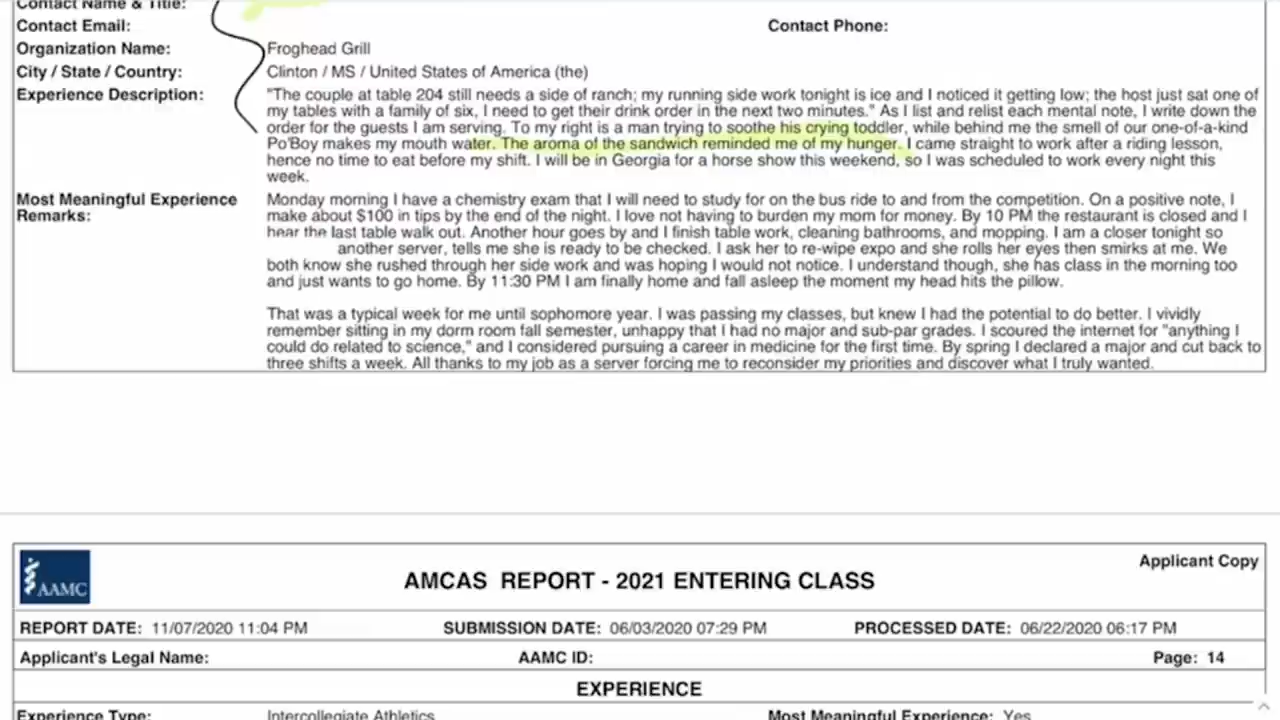 Contact Name & Title:
Contact Email: Contact Phone:
Organization Name: Froghead Grill
City / State / Country: Clinton / MS / United States of America (the)
Experience Description: "The couple at table 204 still needs a side of ranch; my running side work tonight is ice and I noticed it getting low; the host just sat one of
my tables with a family of six, I need to get their drink order in the next two minutes." As I list and relist each mental note, I write down the
order for the guests I am serving. To my right is a man trying to soothe his crying toddler, while behind me the smell of our one-of-a-kind
Po'Boy makes my mouth water. The aroma of the sandwich reminded me of my hunger. I came straight to work after a riding lesson,
hence no time to eat before my shift. I will be in Georgia for a horse show this weekend, so I was scheduled to work every night this
week.
Most Meaningful Experience Monday morning I have a chemistry exam that I will need to study for on the bus ride to and from the competition. On a positive note, I
Remarks: make about $100 in tips by the end of the night. I love not having to burden my mom for money. By 10 PM the restaurant is closed and I
hear the last table walk out. Another hour goes by and I finish table work, cleaning bathrooms, and mopping. I am a closer tonight so
another server, tells me she is ready to be checked. I ask her to re-wipe expo and she rolls her eyes then smirks at me. We
both know she rushed through her side work and was hoping I would not notice. I understand though, she has class in the morning too
and just wants to go home. By 11:30 PM I am finally home and fall asleep the moment my head hits the pillow.
That was a typical week for me until sophomore year. I was passing my classes, but knew I had the potential to do better. I vividly
remember sitting in my dorm room fall semester, unhappy that I had no major and sub-par grades. I scoured the internet for "anything I
could do related to science," and I considered pursuing a career in medicine for the first time. By spring I declared a major and cut back to
three shifts a week. All thanks to my job as a server forcing me to reconsider my priorities and discover what I truly wanted.
Applicant Copy
AAMC
AMCAS REPORT - 2021 ENTERING CLASS
REPORT DATE: 11/07/2020 11:04 PM SUBMISSION DATE: 06/03/2020 07:29 PM PROCESSED DATE: 06/22/2020 06:17 PM
Applicant's Legal Name: AAMC ID: Page: 14
EXPERIENCE
Experience Type: Intercollegiate Athletics Most Meaningful Experience: Yes